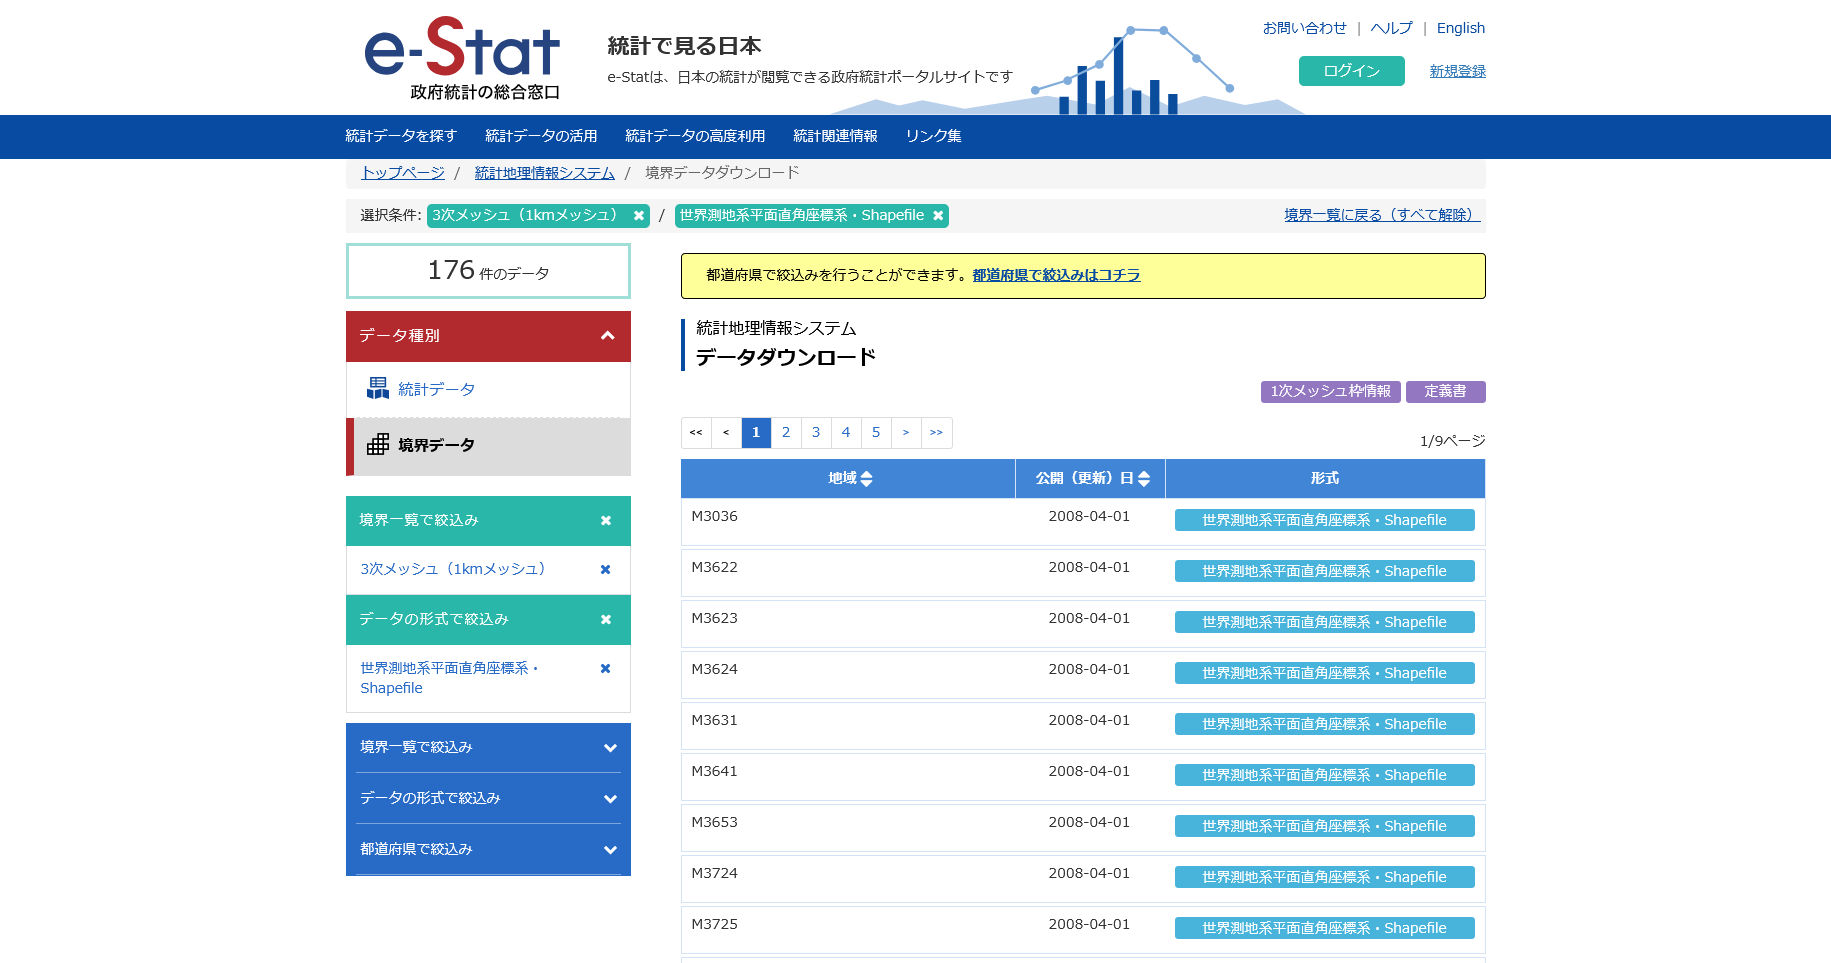 e-Stat
政府統計の総合窓口
統計で見る日本
e-Statは、日本の統計が閲覧できる政府統計ポータルサイトです
お問い合わせ | ヘルプ | English
ログイン 新規登録
統計データを探す 統計データの活用 統計データの高度利用 統計関連情報 リンク集
トップページ / 統計地理情報システム / 境界データダウンロード
選択条件: 3次メッシュ（1kmメッシュ） ✖ / 世界測地系平面直角座標系・Shapefile ✖ 境界一覧に戻る（すべて解除）
176 件のデータ
データ種別
統計データ
境界データ
境界一覧で絞込み ✖
3次メッシュ（1kmメッシュ） ✖
データの形式で絞込み ✖
世界測地系平面直角座標系・ ✖
Shapefile
境界一覧で絞込み
データの形式で絞込み
都道府県で絞込み
都道府県で絞込みを行うことができます。都道府県で絞込みはコチラ
統計地理情報システム
データダウンロード
1次メッシュ枠情報 定義書
<< < 1 2 3 4 5 > >>
1/9ページ
地域 公開（更新）日 形式
M3036 2008-04-01 世界測地系平面直角座標系・Shapefile
M3622 2008-04-01 世界測地系平面直角座標系・Shapefile
M3623 2008-04-01 世界測地系平面直角座標系・Shapefile
M3624 2008-04-01 世界測地系平面直角座標系・Shapefile
M3631 2008-04-01 世界測地系平面直角座標系・Shapefile
M3641 2008-04-01 世界測地系平面直角座標系・Shapefile
M3653 2008-04-01 世界測地系平面直角座標系・Shapefile
M3724 2008-04-01 世界測地系平面直角座標系・Shapefile
M3725 2008-04-01 世界測地系平面直角座標系・Shapefile